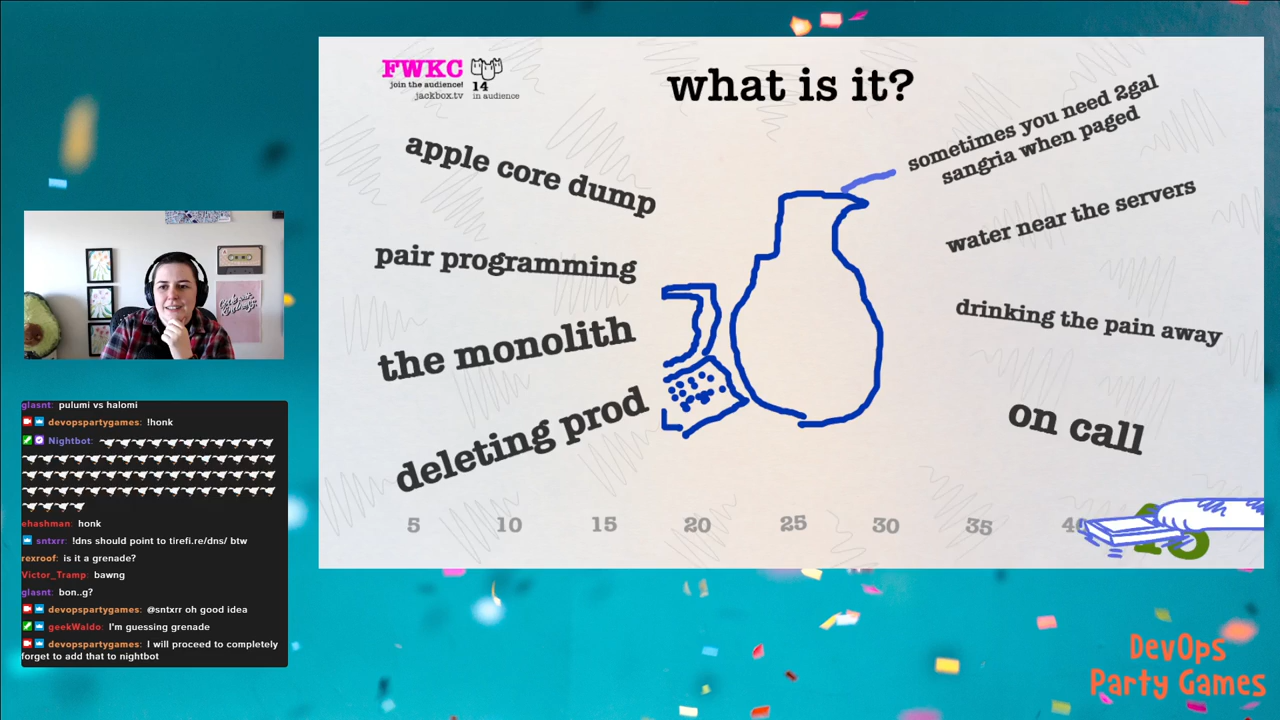 FWKC
join the audience!
jackbox.tv
14
in audience
what is it?
apple core dump
pair programming
the monolith
deleting prod
sometimes you need 2gal
sangria when paged
water near the servers
drinking the pain away
on call
5 10 15 20 25 30 35
glasnt: pulumi vs halomi
devopspartygames: !honk
Nightbot:
ehashman: honk
sntxrr: !dns should point to tirefi.re/dns/ btw
rexroof: is it a grenade?
Victor_Tramp: bawng
glasnt: bon..g?
devopspartygames: @sntxrr oh good idea
geekWaldo: I'm guessing grenade
devopspartygames: I will proceed to completely
forget to add that to nightbot
DevOps
Party Games